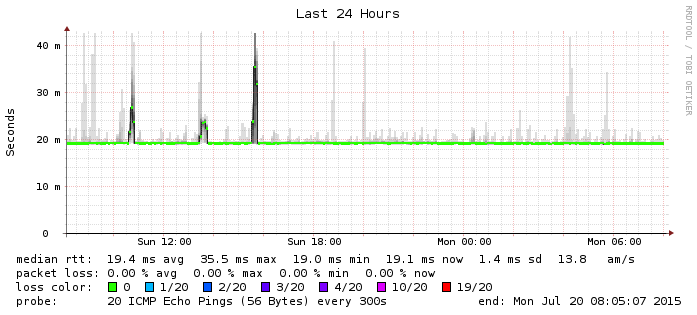 Last 24 Hours
RRDTOOL / TOBI OETIKER
Seconds
40 m
30 m
20 m
10 m
0
Sun 12:00 Sun 18:00 Mon 00:00 Mon 06:00
median rtt: 19.4 ms avg 35.5 ms max 19.0 ms min 19.1 ms now 1.4 ms sd 13.8 am/s
packet loss: 0.00 % avg 0.00 % max 0.00 % min 0.00 % now
loss color: 0 1/20 2/20 3/20 4/20 10/20 19/20
probe: 20 ICMP Echo Pings (56 Bytes) every 300s end: Mon Jul 20 08:05:07 2015